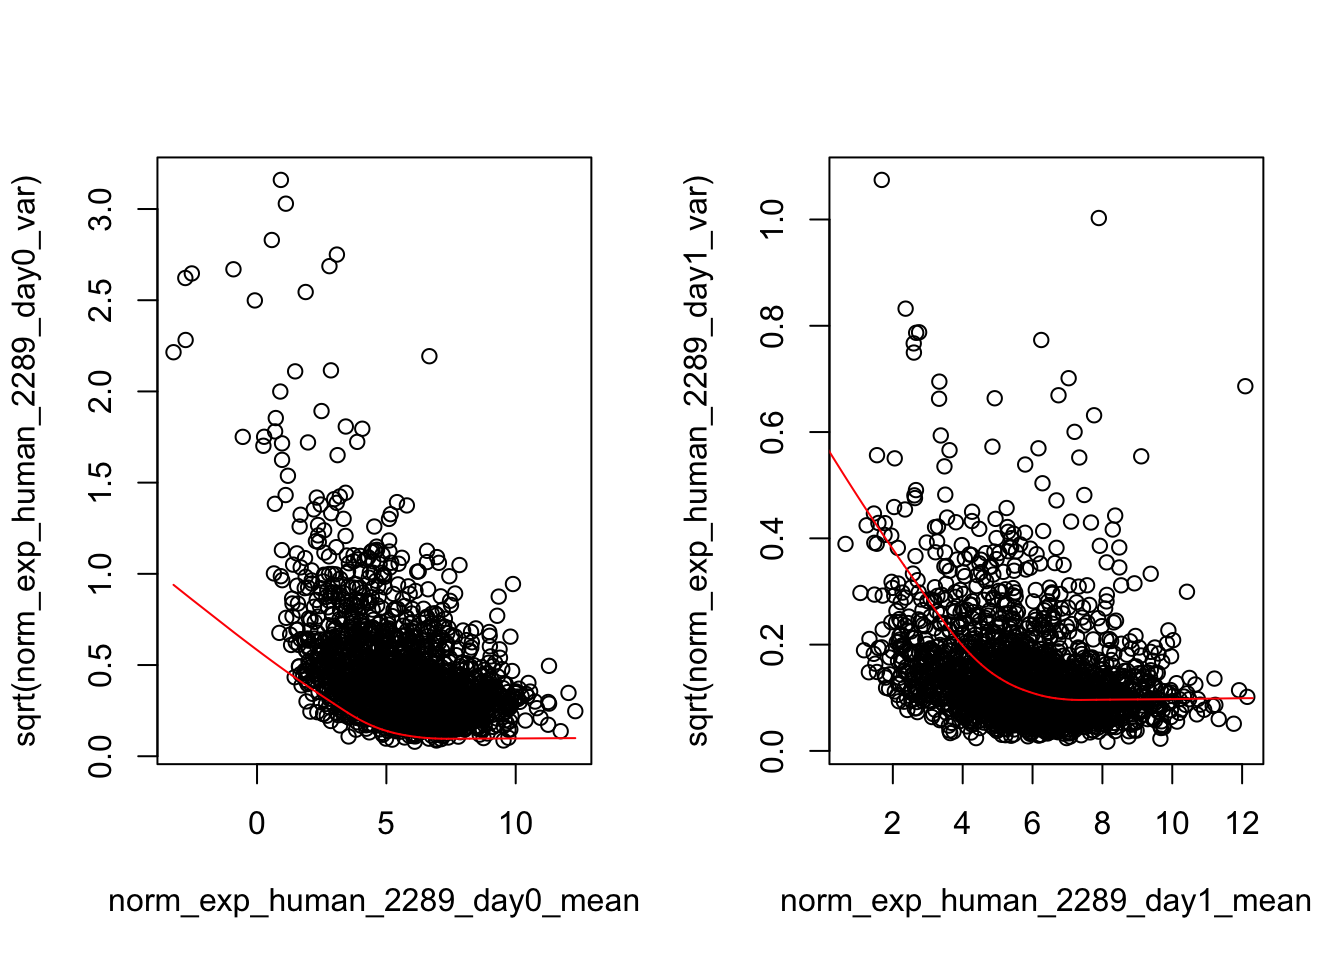 sqrt(norm_exp_human_2289_day0_var)
3.0
2.5
2.0
1.5
1.0
0.5
0.0
0 5 10
norm_exp_human_2289_day0_mean
sqrt(norm_exp_human_2289_day1_var)
1.0
0.8
0.6
0.4
0.2
0.0
2 4 6 8 10 12
norm_exp_human_2289_day1_mean